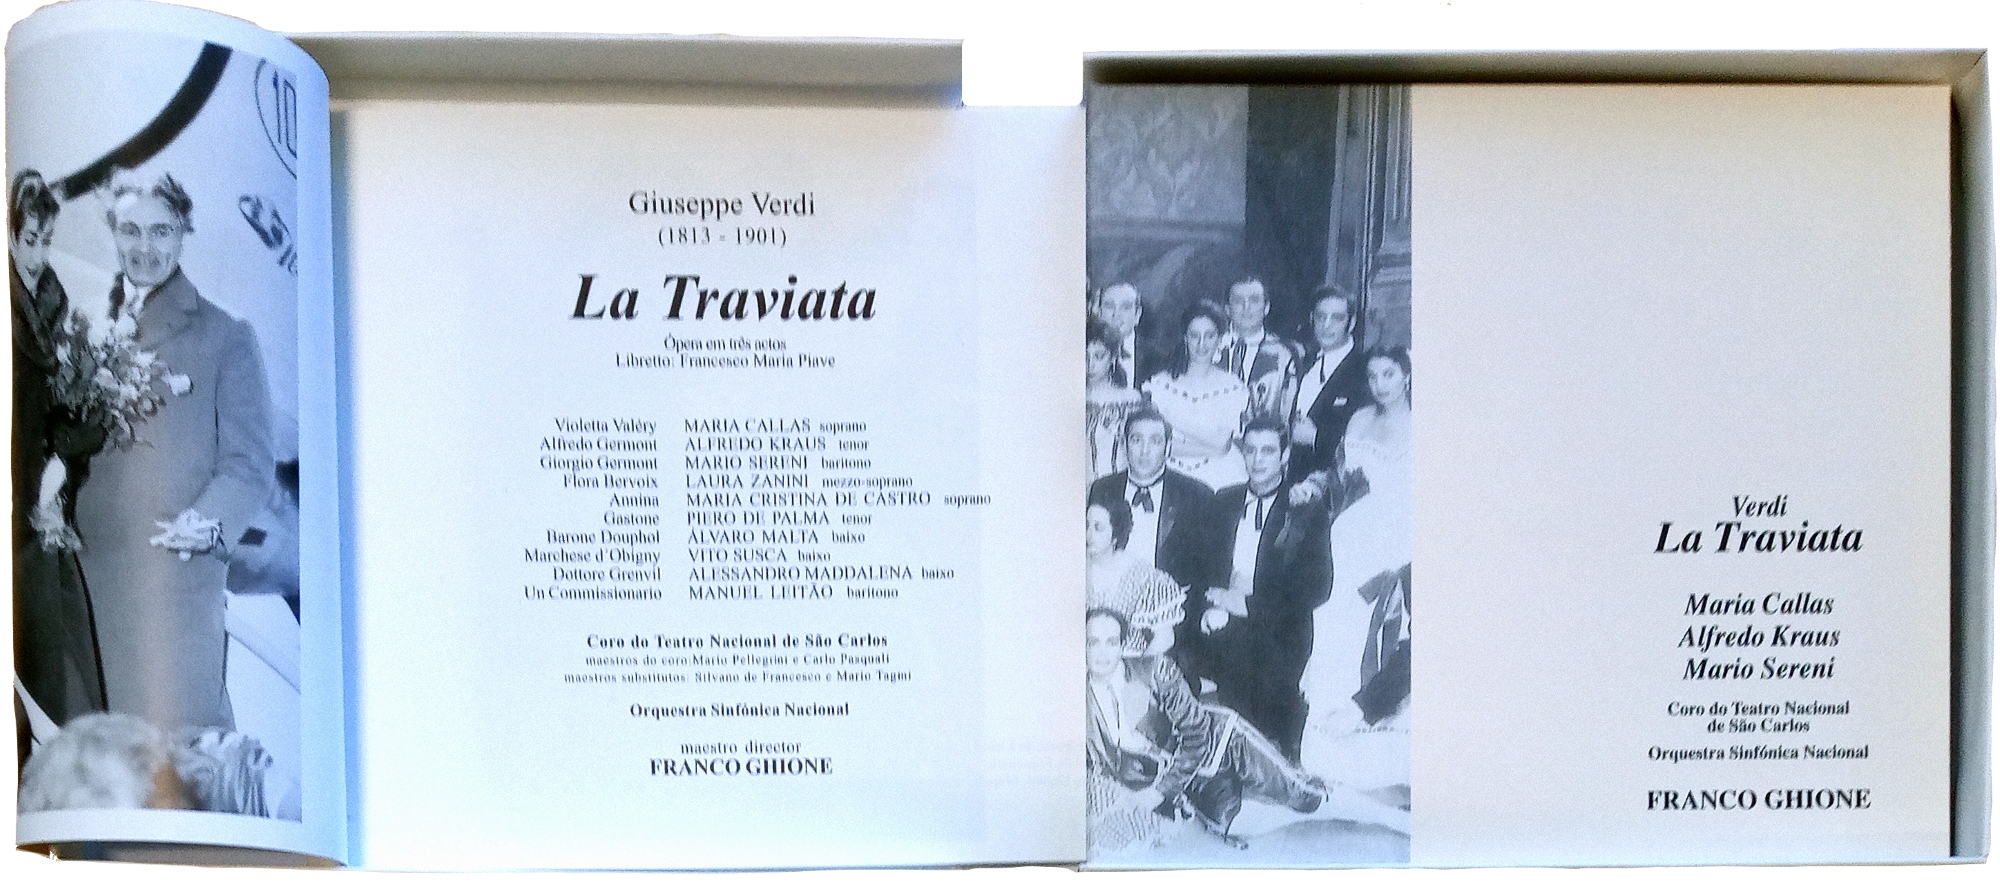 10
Giuseppe Verdi
(1813 - 1901)
La Traviata
Ópera em três actos
Libretto: Francesco Maria Piave
Violetta Valéry MARIA CALLAS soprano
Alfredo Germont ALFREDO KRAUS tenor
Giorgio Germont MARIO SERENI barítono
Flora Bervoix LAURA ZANINI mezzo-soprano
Annina MARIA CRISTINA DE CASTRO soprano
Gastone PIERO DE PALMA tenor
Barone Douphol ÁLVARO MALTA baixo
Marchese d'Obigny VITO SUSCA baixo
Dottore Grenvil ALESSANDRO MADDALENA baixo
Un Commissionario MANUEL LEITÃO barítono
Coro do Teatro Nacional de São Carlos
maestros do coro: Mario Pellegrini e Carlo Pasquali
maestros substitutos: Silvano de Francesco e Mario Tagini
Orquestra Sinfónica Nacional
maestro director
FRANCO GHIONE
Verdi
La Traviata
Maria Callas
Alfredo Kraus
Mario Sereni
Coro do Teatro Nacional
de São Carlos
Orquestra Sinfónica Nacional
FRANCO GHIONE